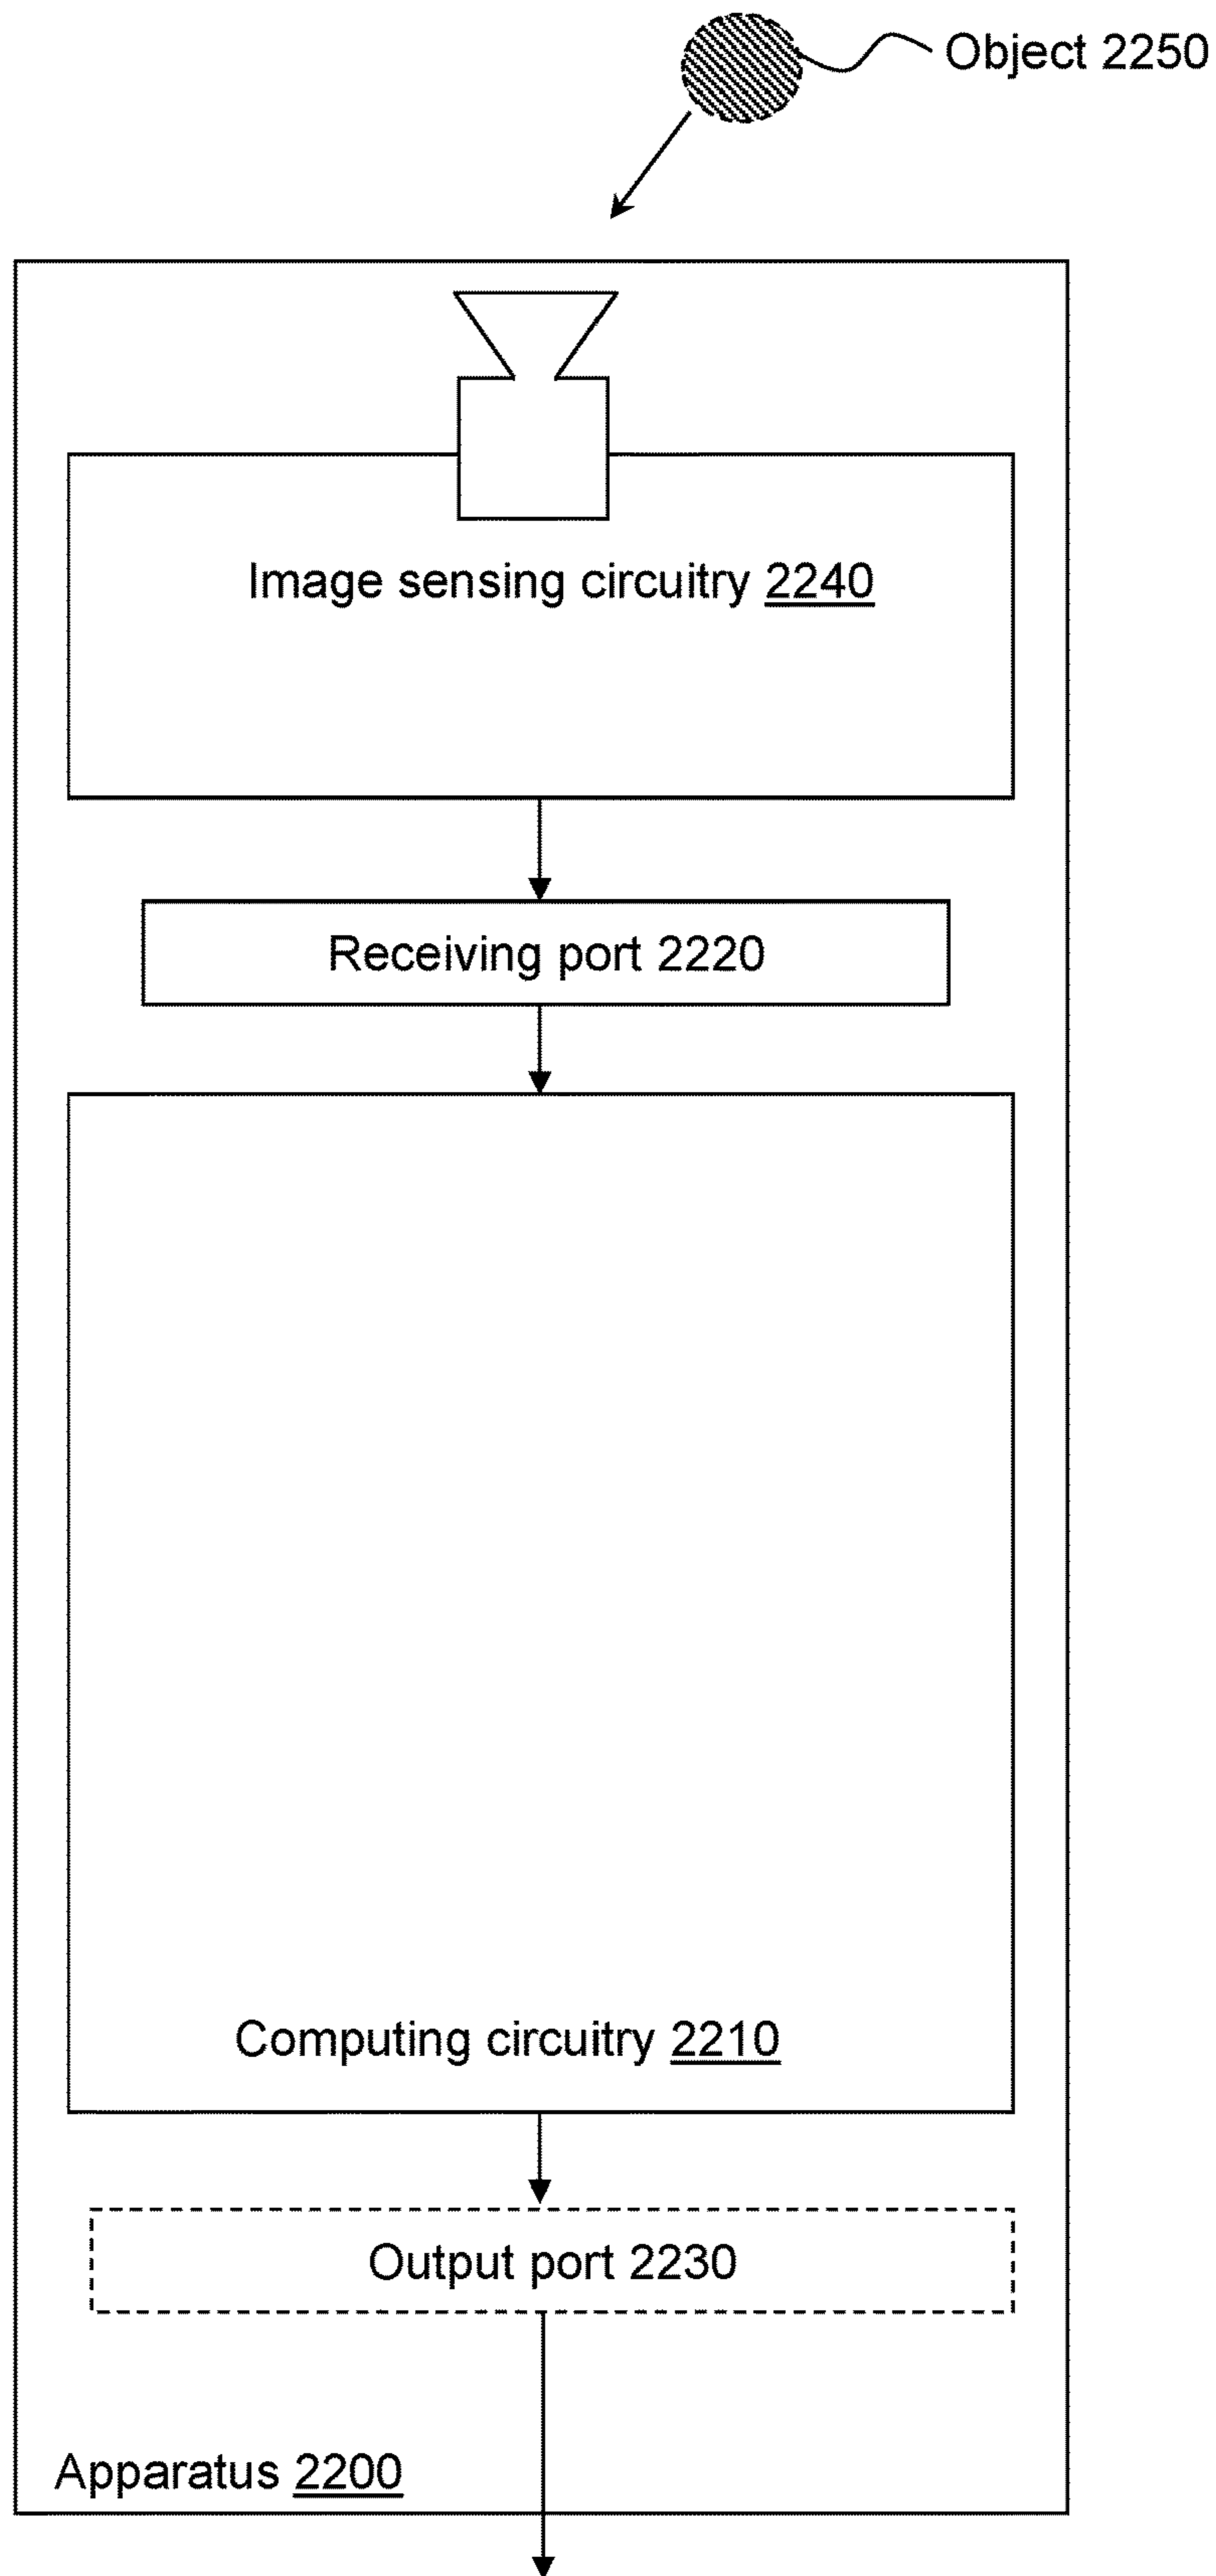 Object 2250
Image sensing circuitry 2240
Receiving port 2220
Computing circuitry 2210
Output port 2230
Apparatus 2200